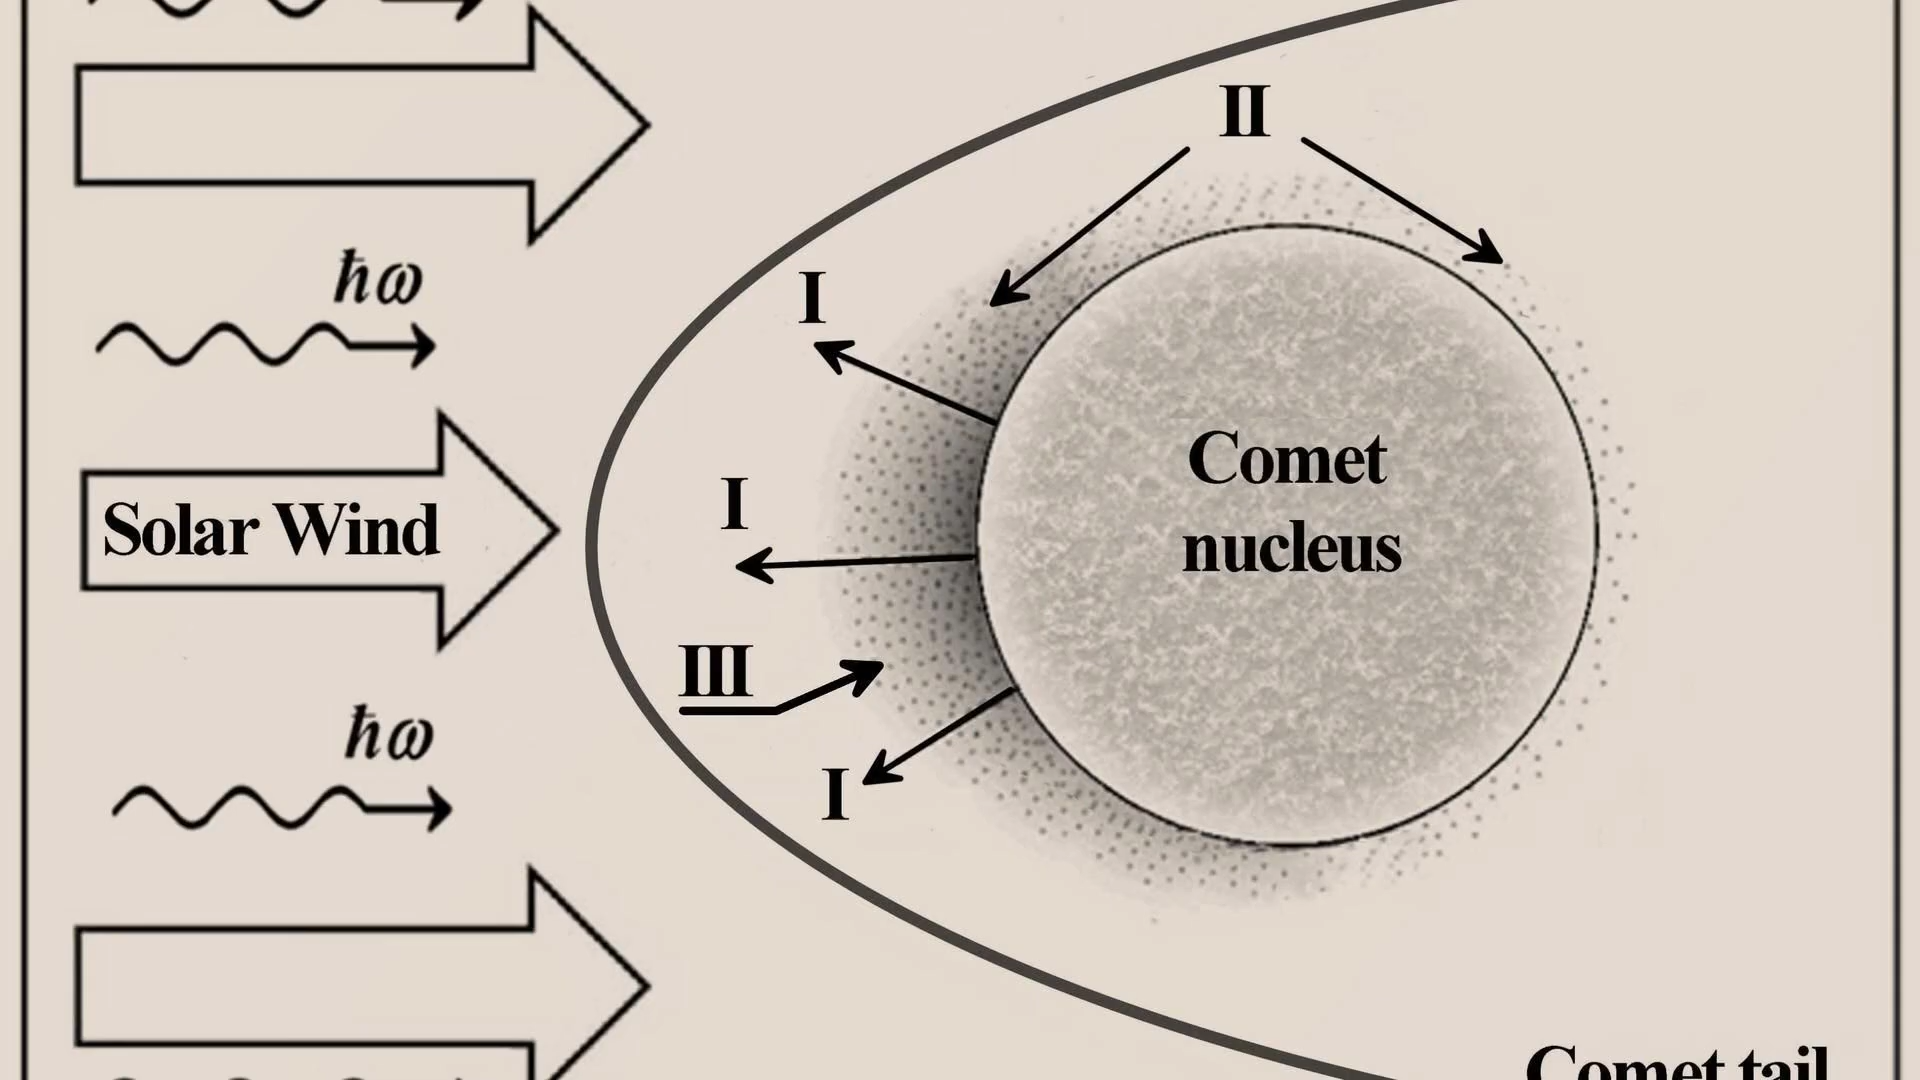 II
ħω
I
Comet
nucleus
I
Solar Wind
III
ħω
I
Comet tail